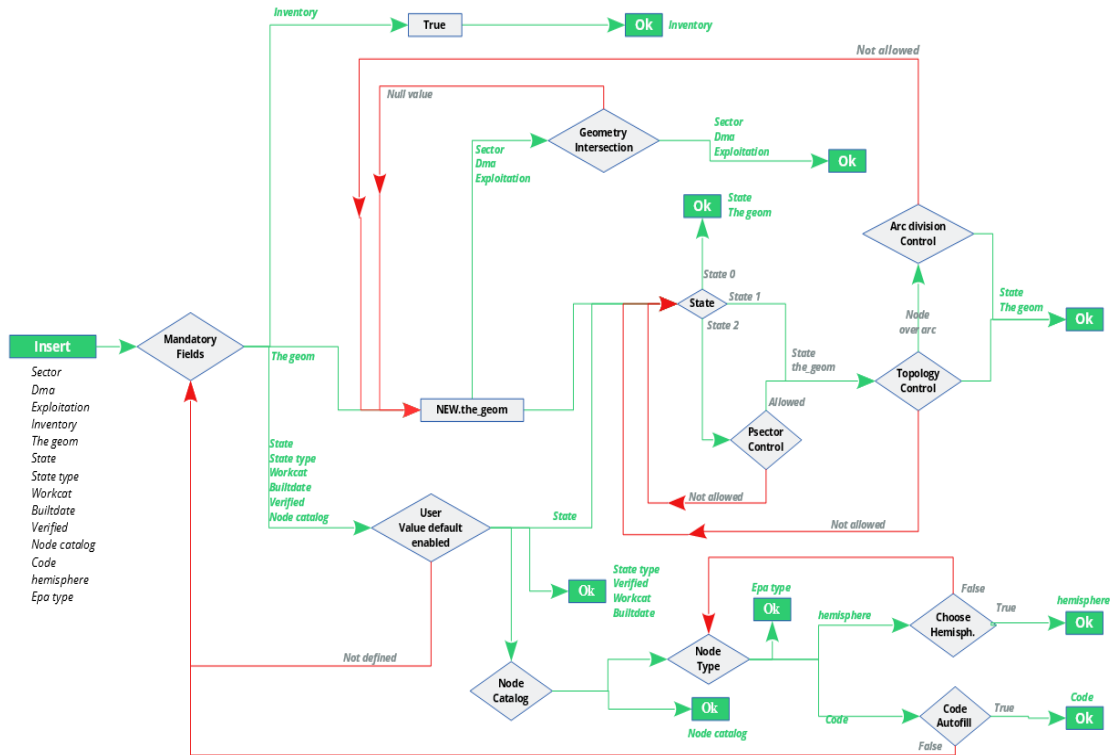 Inventory
True
Ok
Inventory
Not allowed
Null value
Geometry
Intersection
Sector
Dma
Exploitation
Sector
Dma
Exploitation
Ok
Ok
State
The geom
Arc division
Control
State 0
State
State 1
State 2
Node
over arc
State
The geom
Ok
Insert
Mandatory
Fields
The geom
State
the_geom
Topology
Control
Sector
Dma
Exploitation
Inventory
The geom
State
State type
Workcat
Builtdate
Verified
Node catalog
Code
hemisphere
Epa type
NEW.the_geom
Allowed
Psector
Control
State
State type
Workcat
Builtdate
Verified
Node catalog
User
Value default
enabled
State
Not allowed
Not allowed
Ok
State type
Verified
Workcat
Builtdate
Epa type
Ok
hemisphere
False
Choose
Hemisph.
True
hemisphere
Ok
Not defined
Node
Type
Node
Catalog
Ok
Node catalog
Code
Code
Autofill
True
Code
Ok
False